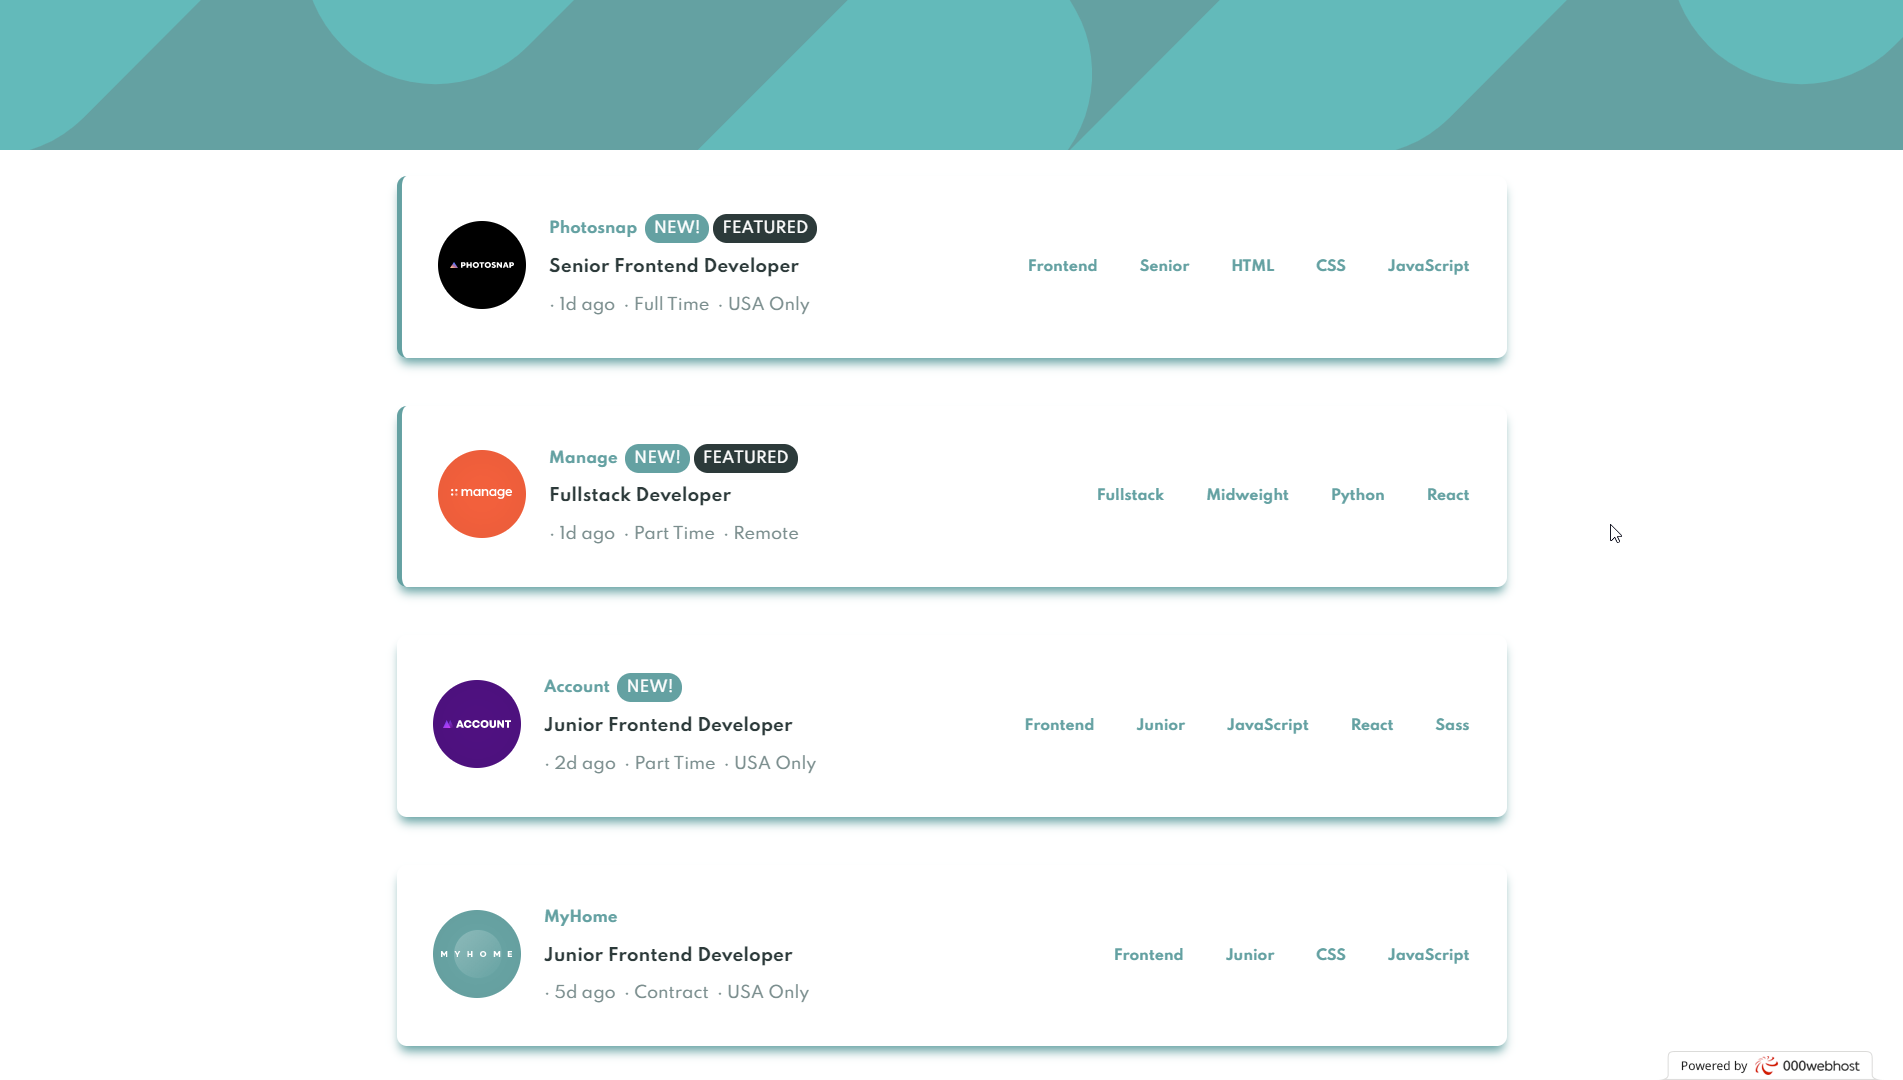 Photosnap NEW! FEATURED
PHOTOSNAP
Senior Frontend Developer
Frontend Senior HTML CSS JavaScript
· 1d ago · Full Time · USA Only
Manage NEW! FEATURED
manage
Fullstack Developer
Fullstack Midweight Python React
· 1d ago · Part Time · Remote
Account NEW!
ACCOUNT
Junior Frontend Developer
Frontend Junior JavaScript React Sass
· 2d ago · Part Time · USA Only
MyHome
MYHOME
Junior Frontend Developer
Frontend Junior CSS JavaScript
· 5d ago · Contract · USA Only
Powered by 000webhost